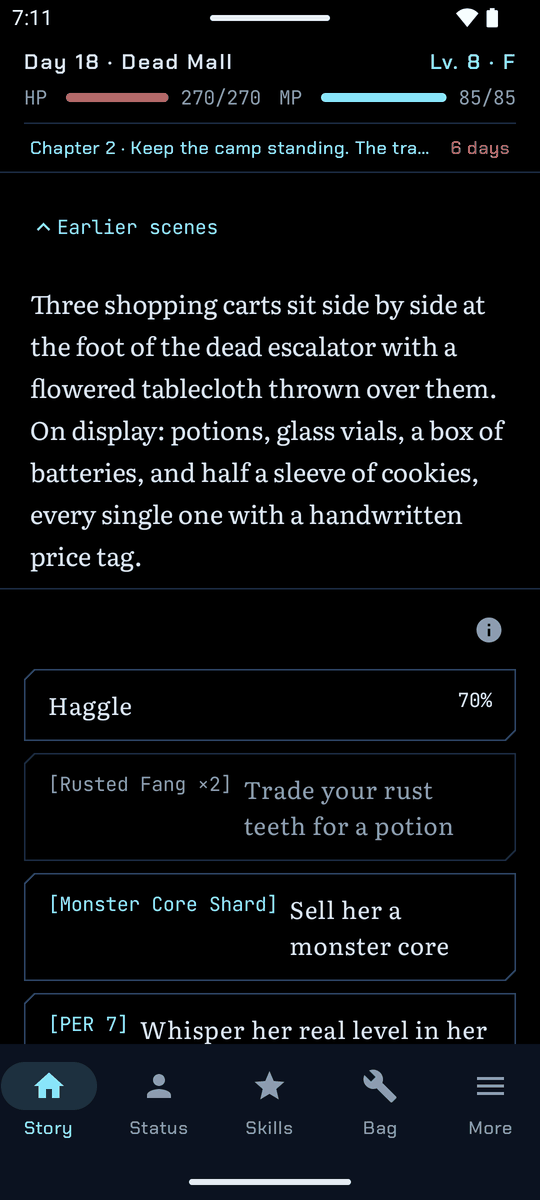 7:11
Day 18 · Dead Mall
Lv. 8 · F
HP 270/270 MP 85/85
Chapter 2 · Keep the camp standing. The tra… 6 days
Earlier scenes
Three shopping carts sit side by side at
the foot of the dead escalator with a
flowered tablecloth thrown over them.
On display: potions, glass vials, a box of
batteries, and half a sleeve of cookies,
every single one with a handwritten
price tag.
Haggle 70%
[Rusted Fang ×2] Trade your rust
teeth for a potion
[Monster Core Shard] Sell her a
monster core
[PER 7] Whisper her real level in her
Story Status Skills Bag More